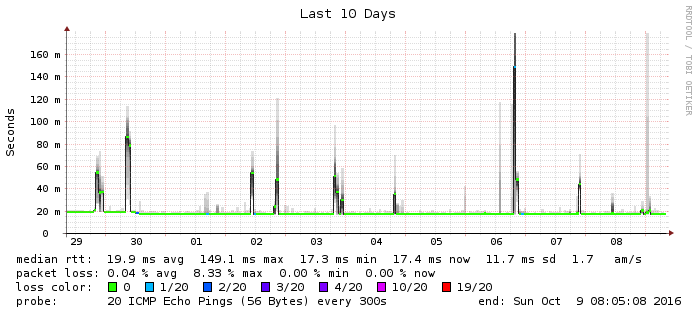 Last 10 Days
RRDTOOL / TOBI OETIKER
Seconds
160 m
140 m
120 m
100 m
80 m
60 m
40 m
20 m
0
29 30 01 02 03 04 05 06 07 08
median rtt: 19.9 ms avg 149.1 ms max 17.3 ms min 17.4 ms now 11.7 ms sd 1.7 am/s
packet loss: 0.04 % avg 8.33 % max 0.00 % min 0.00 % now
loss color: 0 1/20 2/20 3/20 4/20 10/20 19/20
probe: 20 ICMP Echo Pings (56 Bytes) every 300s end: Sun Oct 9 08:05:08 2016